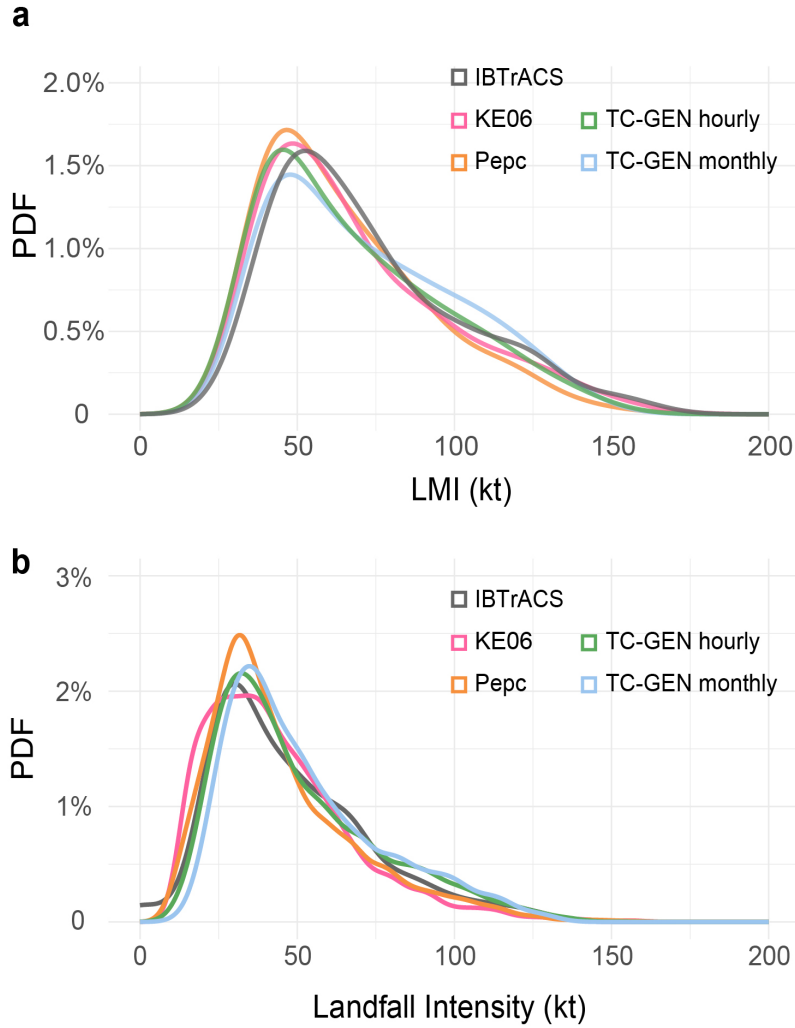 a
2.0%
1.5%
1.0%
0.5%
0
PDF
IBTrACS
KE06
TC-GEN hourly
Pepc
TC-GEN monthly
0 50 100 150 200
LMI (kt)
b
3%
2%
1%
0
PDF
IBTrACS
KE06
TC-GEN hourly
Pepc
TC-GEN monthly
0 50 100 150 200
Landfall Intensity (kt)